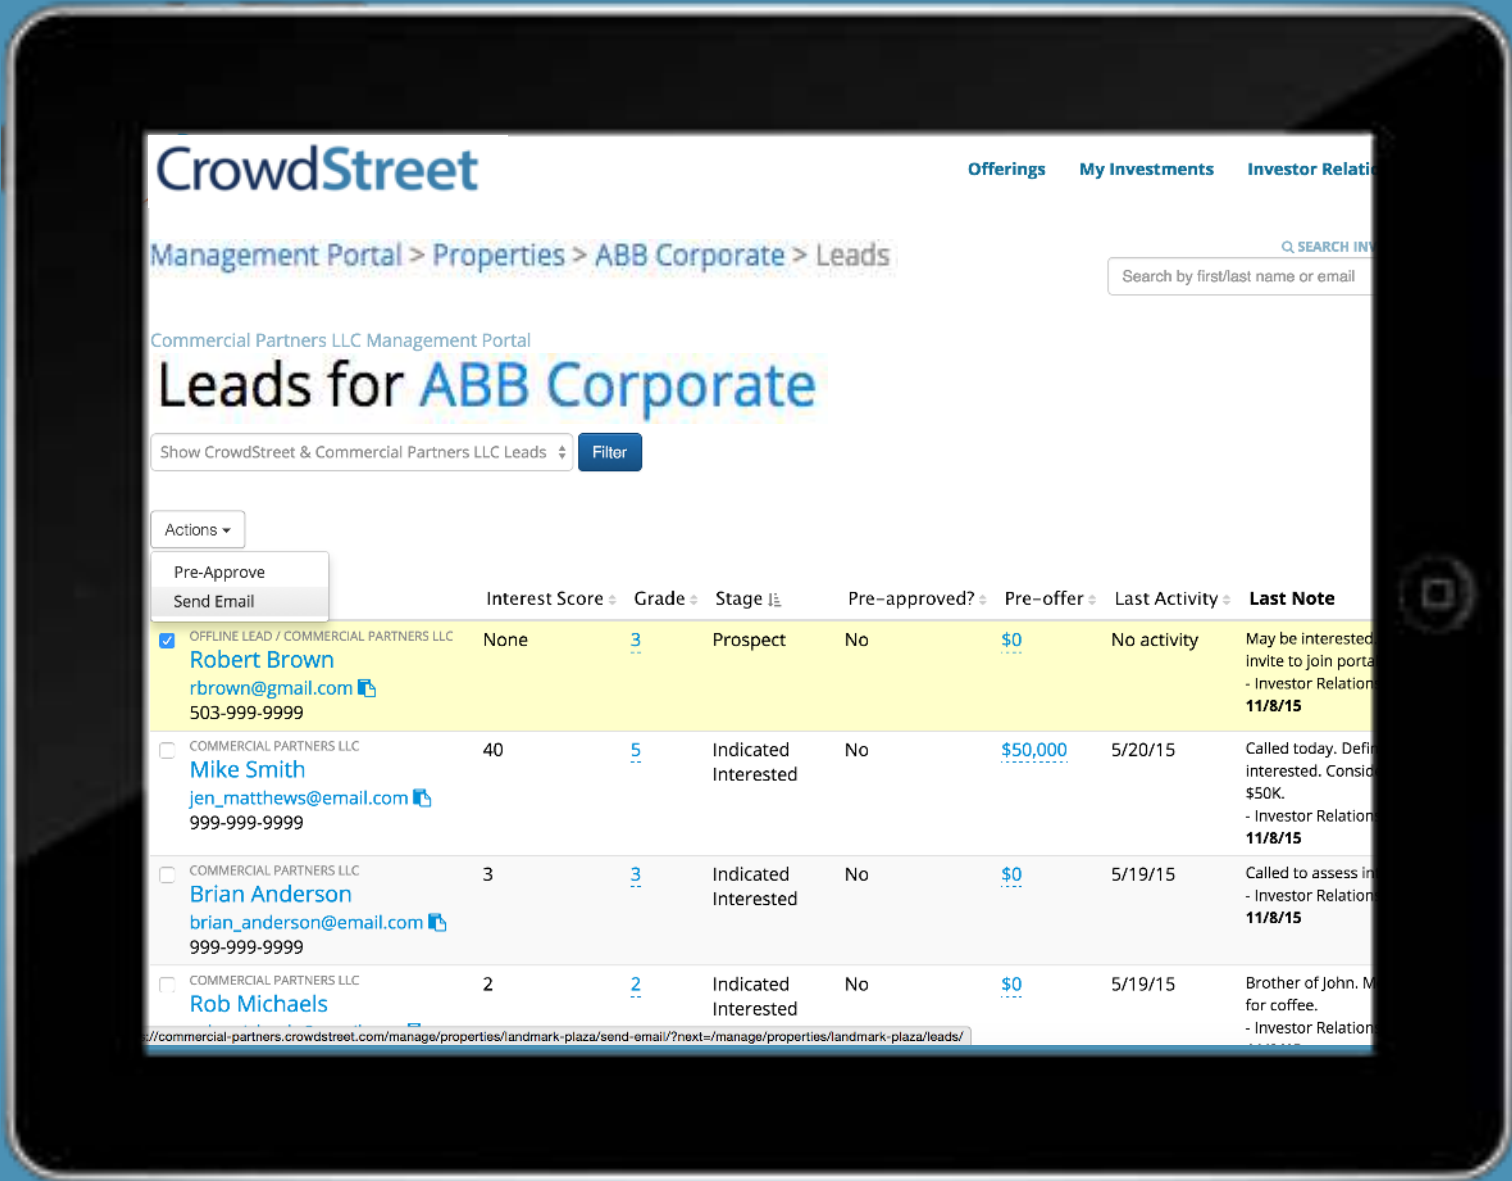 CrowdStreet
Offerings My Investments Investor Relatio
Management Portal > Properties > ABB Corporate > Leads
SEARCH INV
Search by first/last name or email
Commercial Partners LLC Management Portal
Leads for ABB Corporate
Show CrowdStreet & Commercial Partners LLC Leads Filter
Actions
Pre-Approve
Send Email
Interest Score Grade Stage Pre-approved? Pre-offer Last Activity Last Note
OFFLINE LEAD / COMMERCIAL PARTNERS LLC
Robert Brown
rbrown@gmail.com
503-999-9999
None 3 Prospect No $0 No activity
May be interested
invite to join porta
- Investor Relation
11/8/15
COMMERCIAL PARTNERS LLC
Mike Smith
jen_matthews@email.com
999-999-9999
40 5 Indicated
Interested
No $50,000 5/20/15
Called today. Defin
interested. Conside
$50K.
- Investor Relation
11/8/15
COMMERCIAL PARTNERS LLC
Brian Anderson
brian_anderson@email.com
999-999-9999
3 3 Indicated
Interested
No $0 5/19/15
Called to assess in
- Investor Relation
11/8/15
COMMERCIAL PARTNERS LLC
Rob Michaels
2 2 Indicated
Interested
No $0 5/19/15
Brother of John. M
for coffee.
- Investor Relation
://commercial-partners.crowdstreet.com/manage/properties/landmark-plaza/send-email/?next=/manage/properties/landmark-plaza/leads/